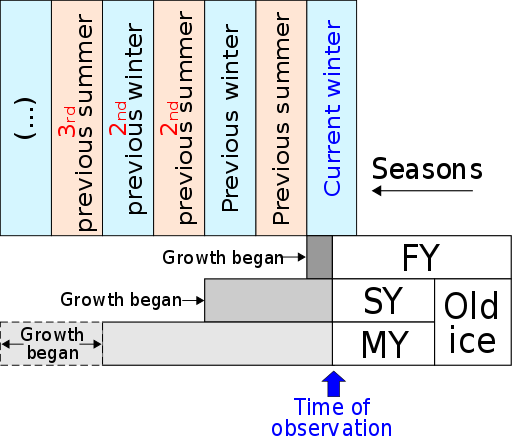 (...)
3rd
previous summer
2nd
previous winter
2nd
previous summer
Previous winter
Previous summer
Current winter
Seasons
Growth began
FY
Growth began
SY
Old
ice
Growth
began
MY
Time of
observation